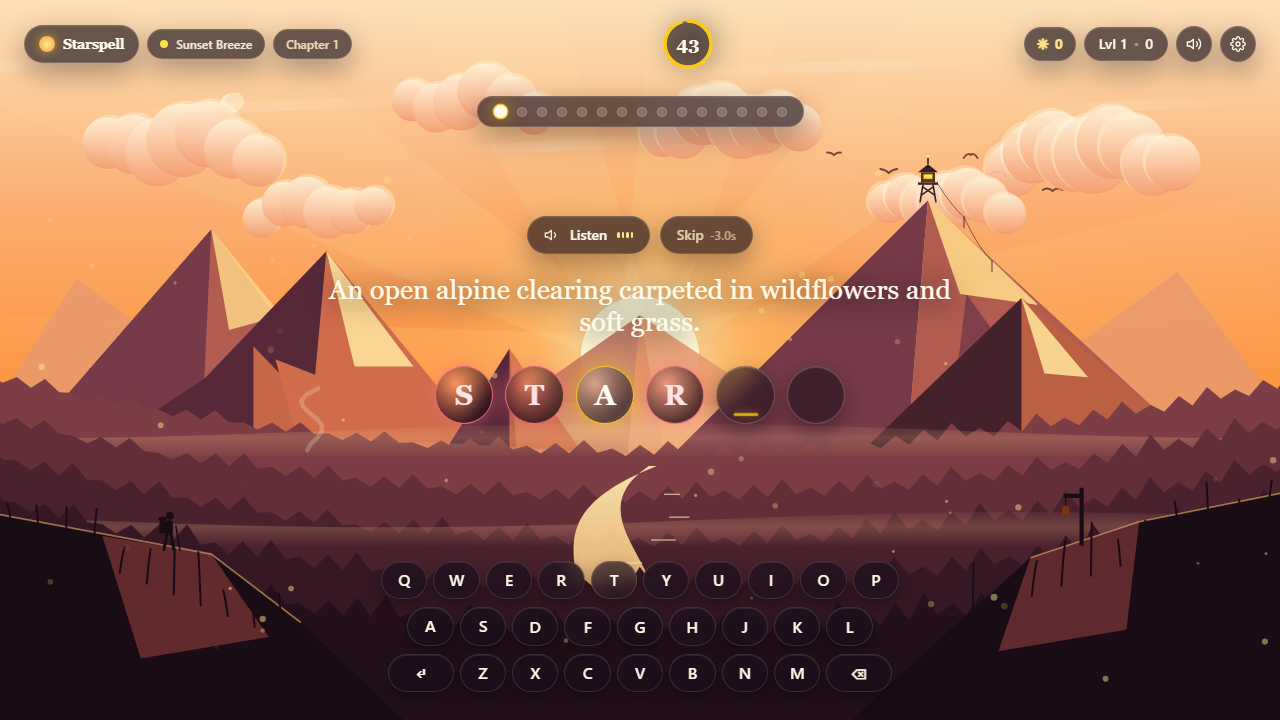 Starspell
Sunset Breeze
Chapter 1
43
0
Lvl 1 • 0
Listen
Skip -3.0s
An open alpine clearing carpeted in wildflowers and
soft grass.
S T A R _
Q W E R T Y U I O P
A S D F G H J K L
Z X C V B N M